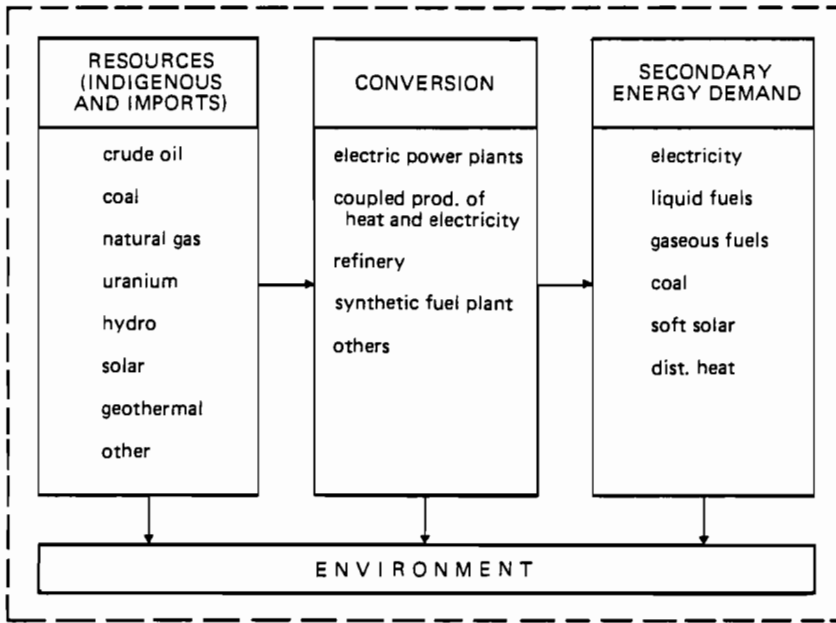 RESOURCES
(INDIGENOUS
AND IMPORTS)
crude oil
coal
natural gas
uranium
hydro
solar
geothermal
other
CONVERSION
electric power plants
coupled prod. of
heat and electricity
refinery
synthetic fuel plant
others
SECONDARY
ENERGY DEMAND
electricity
liquid fuels
gaseous fuels
coal
soft solar
dist. heat
ENVIRONMENT